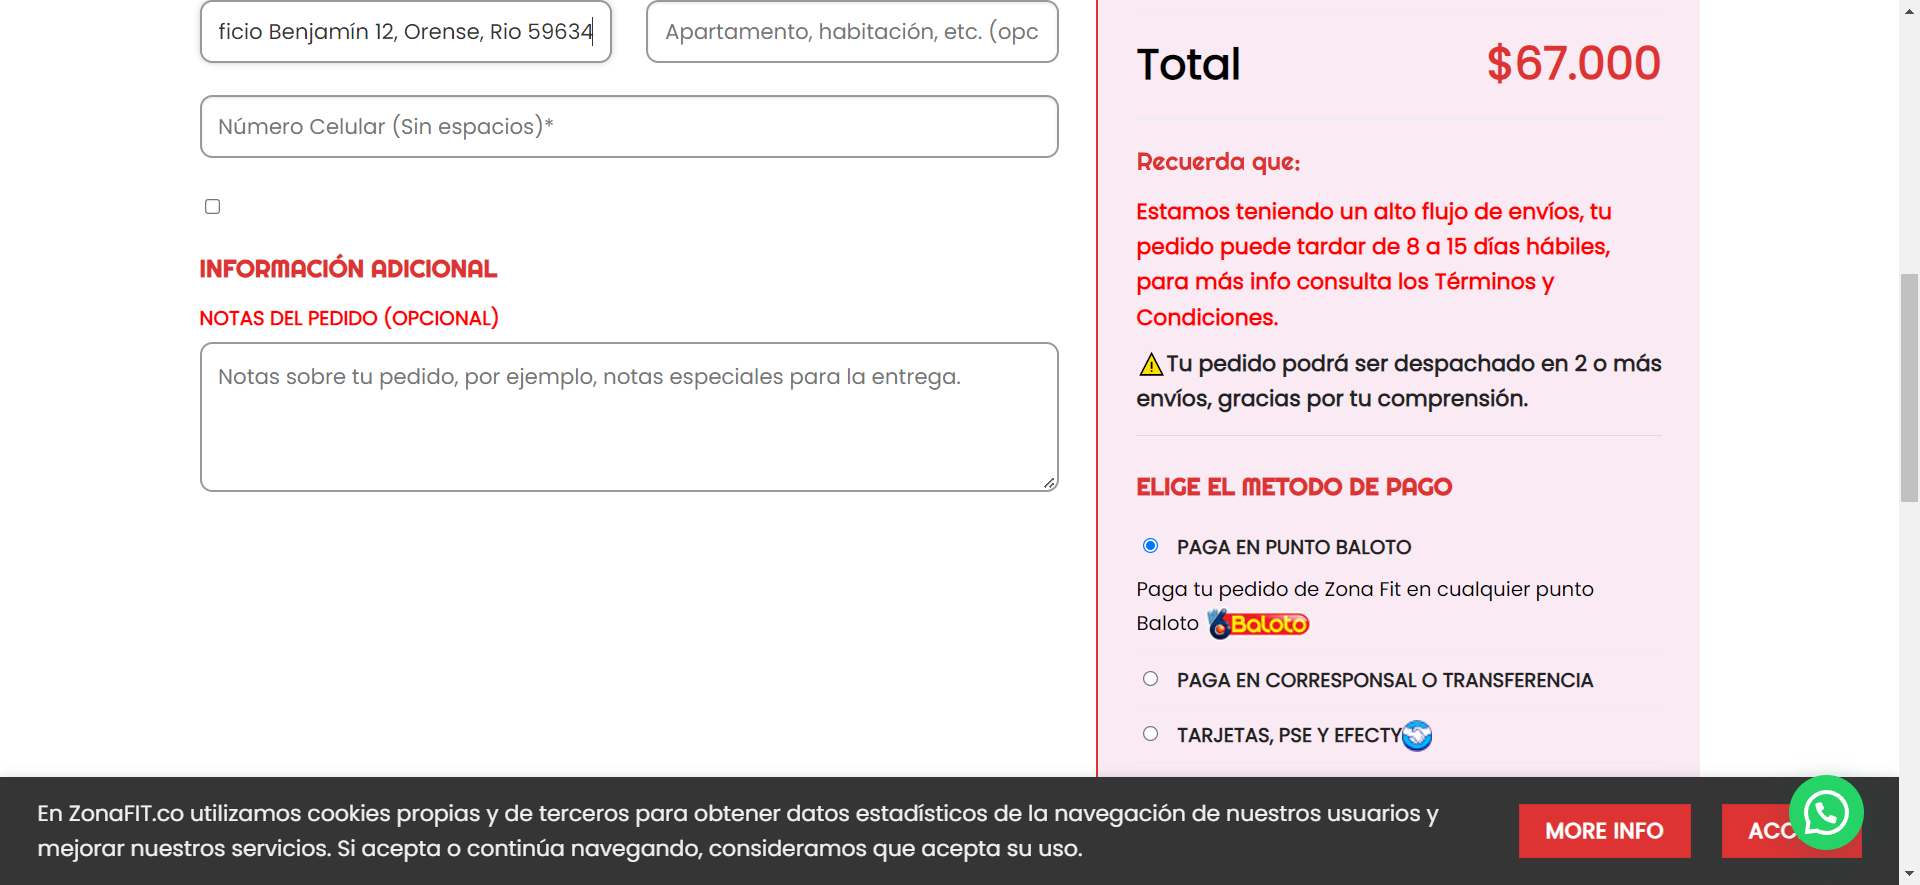 ficio Benjamín 12, Orense, Rio 59634
Apartamento, habitación, etc. (opc
Número Celular (Sin espacios)*
INFORMACIÓN ADICIONAL
NOTAS DEL PEDIDO (OPCIONAL)
Notas sobre tu pedido, por ejemplo, notas especiales para la entrega.
Total $67.000
Recuerda que:
Estamos teniendo un alto flujo de envíos, tu
pedido puede tardar de 8 a 15 días hábiles,
para más info consulta los Términos y
Condiciones.
⚠Tu pedido podrá ser despachado en 2 o más
envíos, gracias por tu comprensión.
ELIGE EL METODO DE PAGO
PAGA EN PUNTO BALOTO
Paga tu pedido de Zona Fit en cualquier punto
Baloto Baloto
PAGA EN CORRESPONSAL O TRANSFERENCIA
TARJETAS, PSE Y EFECTY
En ZonaFIT.co utilizamos cookies propias y de terceros para obtener datos estadísticos de la navegación de nuestros usuarios y
mejorar nuestros servicios. Si acepta o continúa navegando, consideramos que acepta su uso.
MORE INFO
ACC